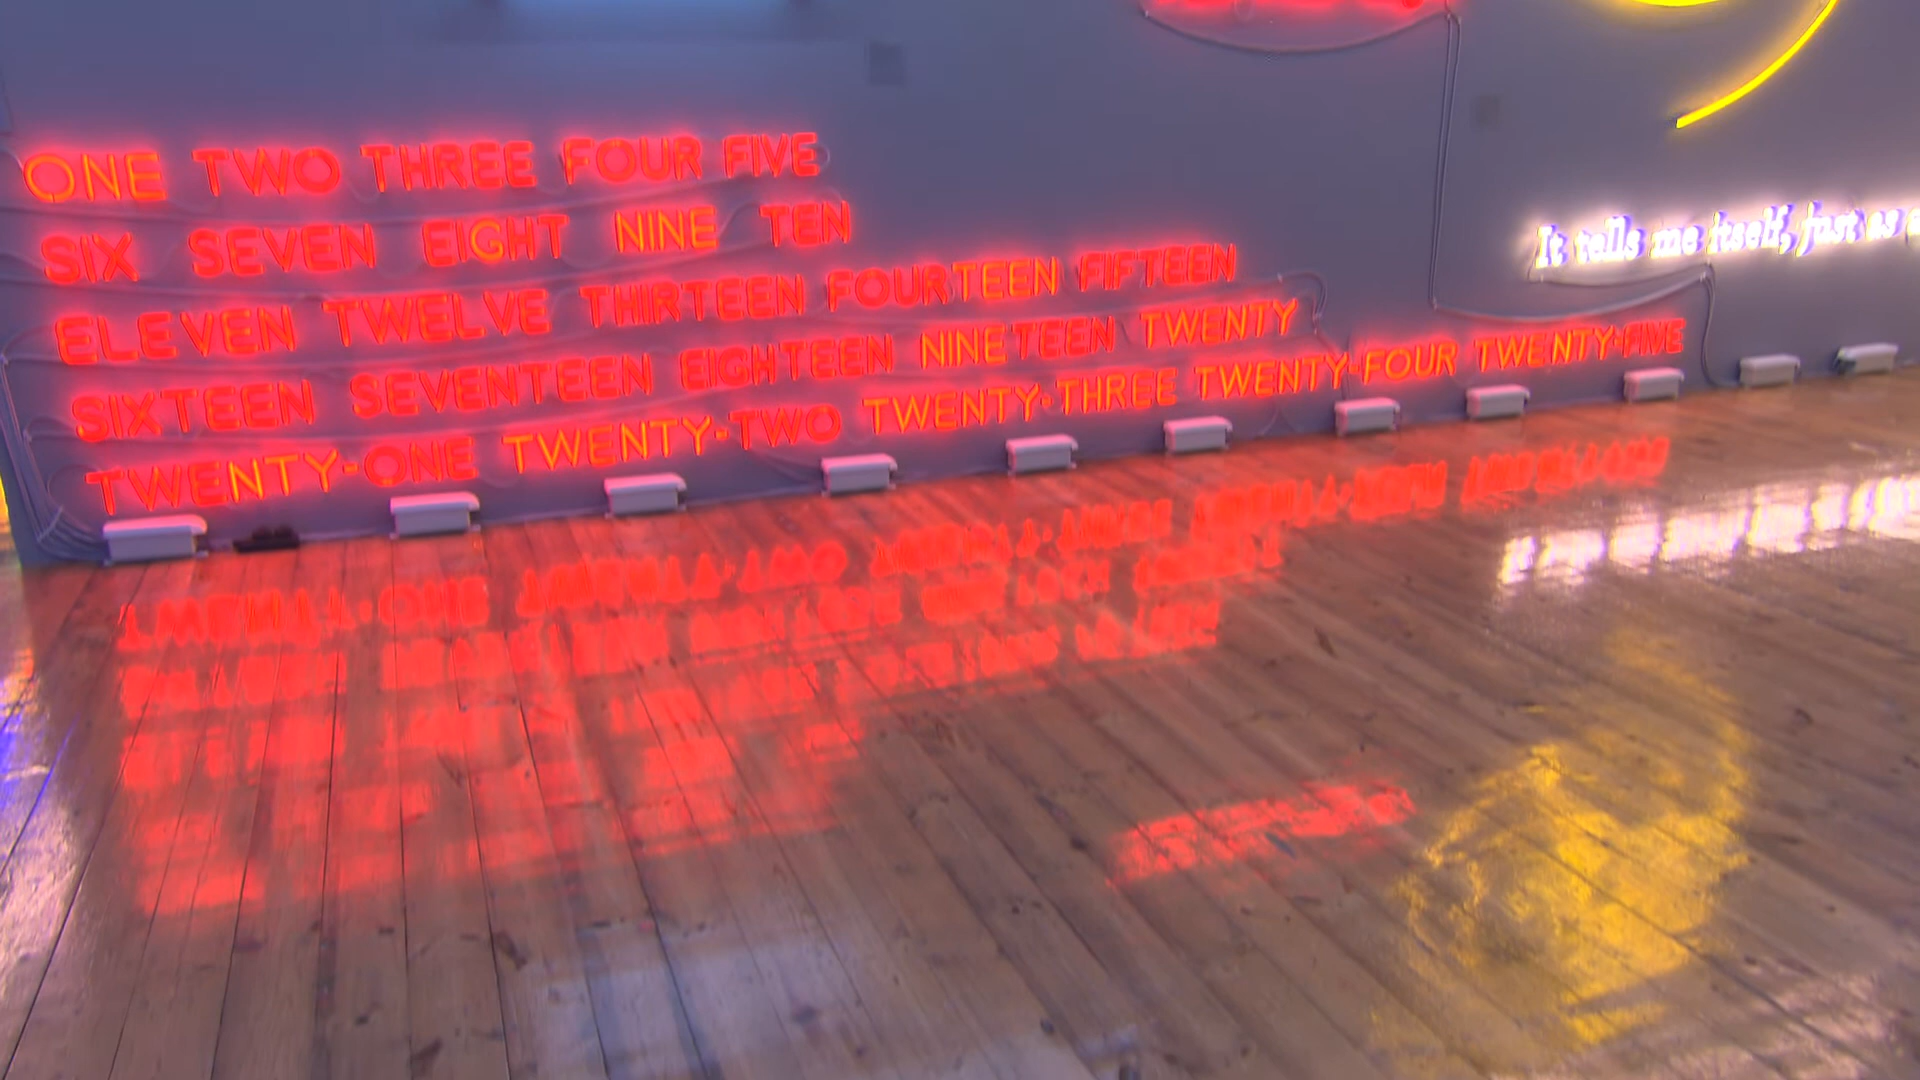 ONE TWO THREE FOUR FIVE
SIX SEVEN EIGHT NINE TEN
ELEVEN TWELVE THIRTEEN FOURTEEN FIFTEEN
SIXTEEN SEVENTEEN EIGHTEEN NINETEEN TWENTY
TWENTY-ONE TWENTY-TWO TWENTY-THREE TWENTY-FOUR TWENTY-FIVE
It tells me itself, just as